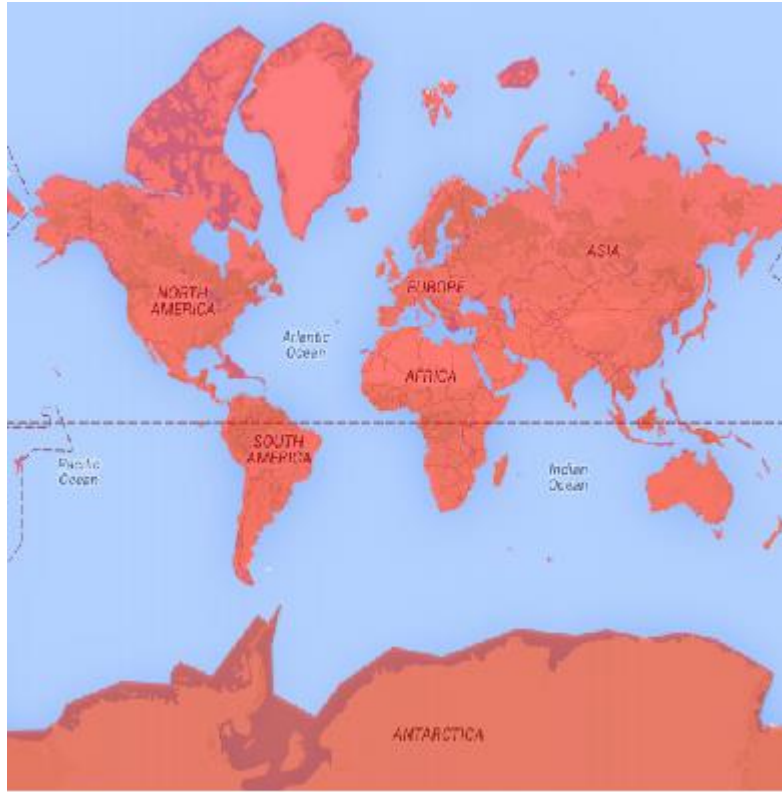 ASIA
EUROPE
NORTH
AMERICA
Atlantic
Ocean
AFRICA
SOUTH
AMERICA
Pacific
Ocean
Indian
Ocean
ANTARCTICA